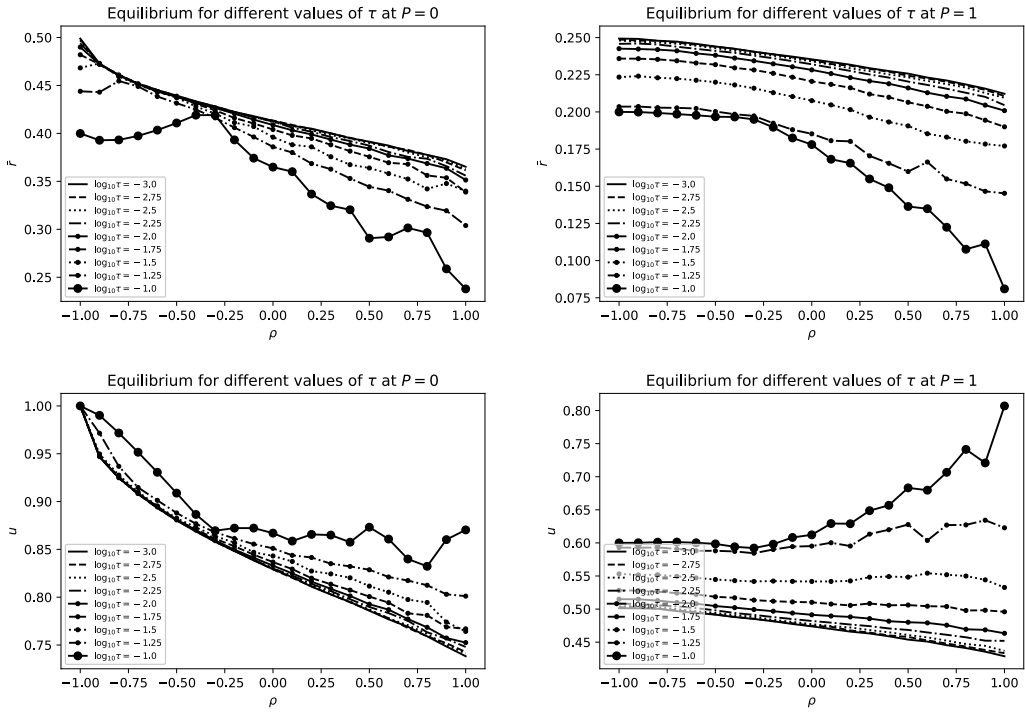 Equilibrium for different values of τ at P = 0
0.50
0.45
0.40
0.35
0.30
0.25
r̄
log₁₀τ = −3.0
log₁₀τ = −2.75
log₁₀τ = −2.5
log₁₀τ = −2.25
log₁₀τ = −2.0
log₁₀τ = −1.75
log₁₀τ = −1.5
log₁₀τ = −1.25
log₁₀τ = −1.0
−1.00 −0.75 −0.50 −0.25 0.00 0.25 0.50 0.75 1.00
ρ
Equilibrium for different values of τ at P = 1
0.250
0.225
0.200
0.175
0.150
0.125
0.100
0.075
r̄
log₁₀τ = −3.0
log₁₀τ = −2.75
log₁₀τ = −2.5
log₁₀τ = −2.25
log₁₀τ = −2.0
log₁₀τ = −1.75
log₁₀τ = −1.5
log₁₀τ = −1.25
log₁₀τ = −1.0
−1.00 −0.75 −0.50 −0.25 0.00 0.25 0.50 0.75 1.00
ρ
Equilibrium for different values of τ at P = 0
1.00
0.95
0.90
0.85
0.80
0.75
u
log₁₀τ = −3.0
log₁₀τ = −2.75
log₁₀τ = −2.5
log₁₀τ = −2.25
log₁₀τ = −2.0
log₁₀τ = −1.75
log₁₀τ = −1.5
log₁₀τ = −1.25
log₁₀τ = −1.0
−1.00 −0.75 −0.50 −0.25 0.00 0.25 0.50 0.75 1.00
ρ
Equilibrium for different values of τ at P = 1
0.80
0.75
0.70
0.65
0.60
0.55
0.50
0.45
u
log₁₀τ = −3.0
log₁₀τ = −2.75
log₁₀τ = −2.5
log₁₀τ = −2.25
log₁₀τ = −2.0
log₁₀τ = −1.75
log₁₀τ = −1.5
log₁₀τ = −1.25
log₁₀τ = −1.0
−1.00 −0.75 −0.50 −0.25 0.00 0.25 0.50 0.75 1.00
ρ